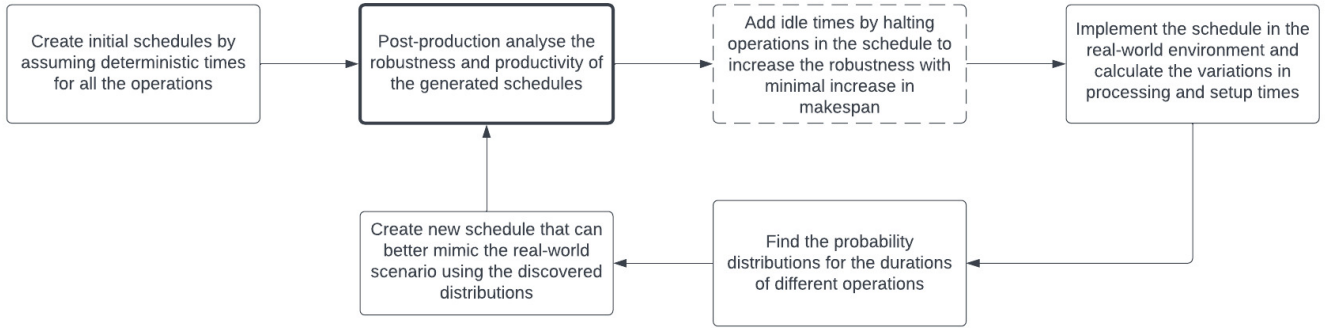 Create initial schedules by
assuming deterministic times
for all the operations
Post-production analyse the
robustness and productivity of
the generated schedules
Add idle times by halting
operations in the schedule to
increase the robustness with
minimal increase in
makespan
Implement the schedule in the
real-world environment and
calculate the variations in
processing and setup times
Find the probability
distributions for the durations
of different operations
Create new schedule that can
better mimic the real-world
scenario using the discovered
distributions